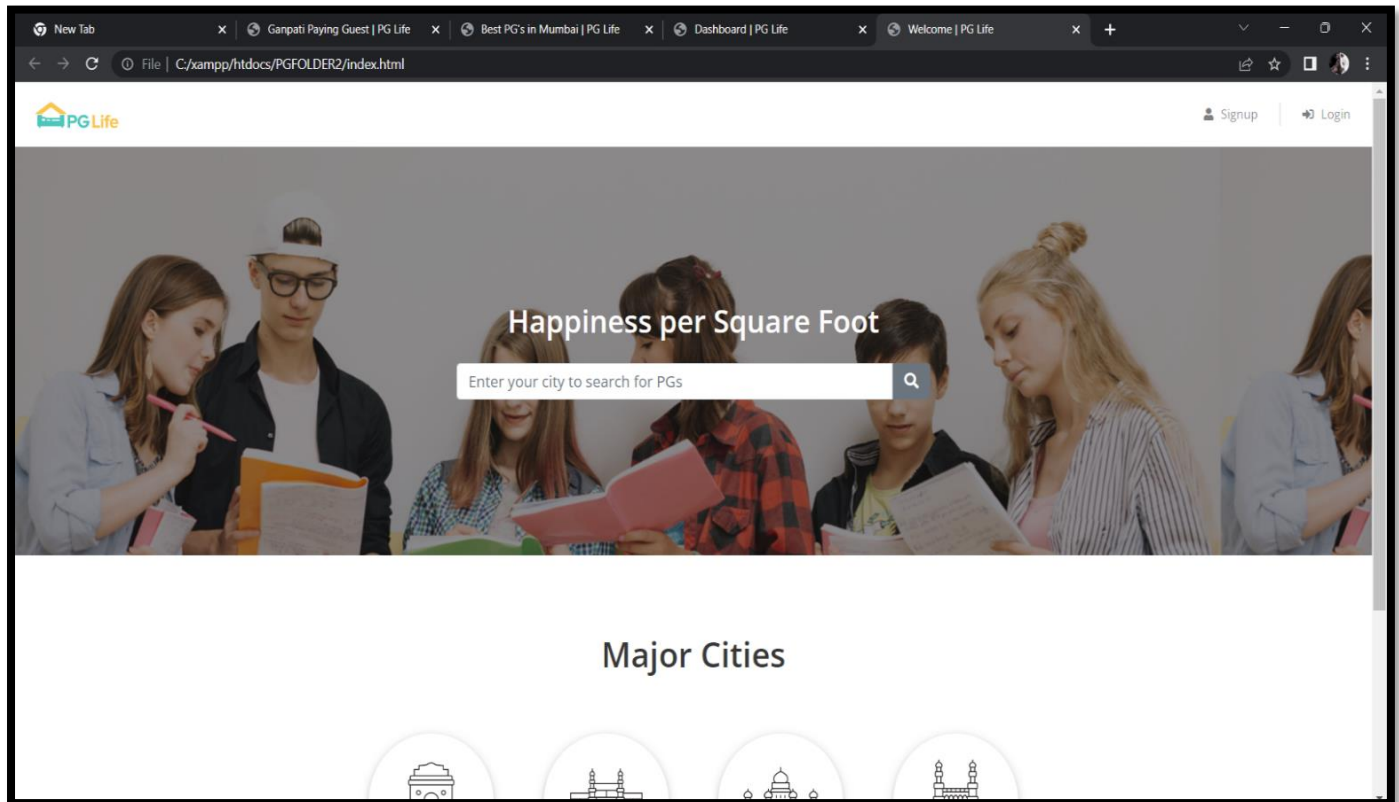 New Tab
Ganpati Paying Guest | PG Life
Best PG's in Mumbai | PG Life
Dashboard | PG Life
Welcome | PG Life
File | C:/xampp/htdocs/PGFOLDER2/index.html
PG Life
Signup
Login
Happiness per Square Foot
Enter your city to search for PGs
Major Cities